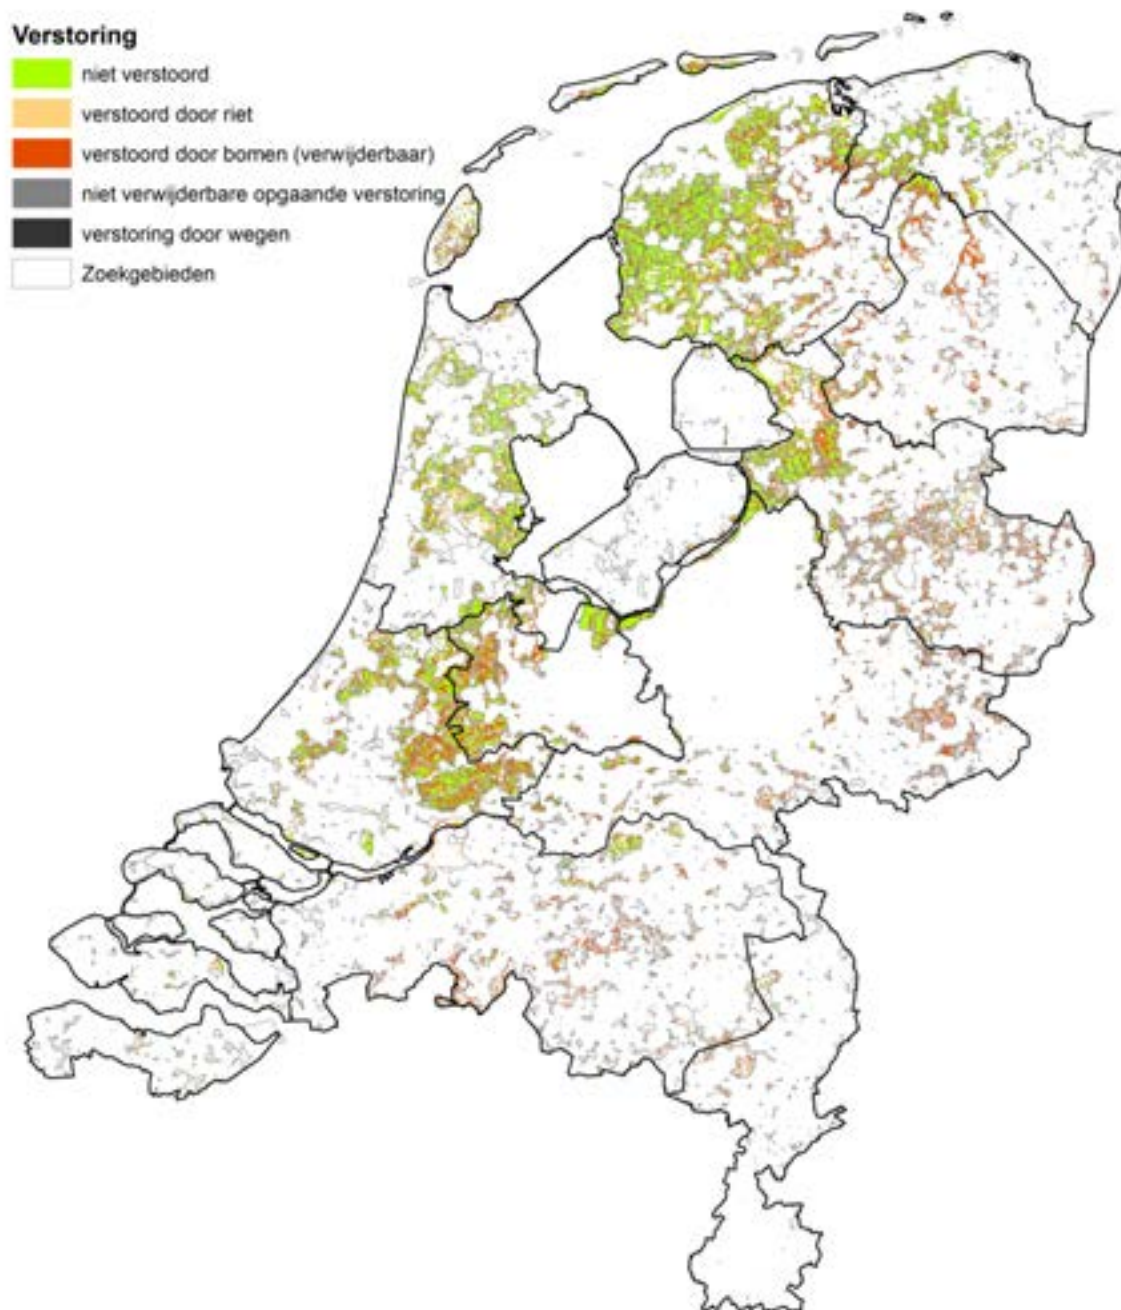 Verstoring
niet verstoord
verstoord door riet
verstoord door bomen (verwijderbaar)
niet verwijderbare opgaande verstoring
verstoring door wegen
Zoekgebieden